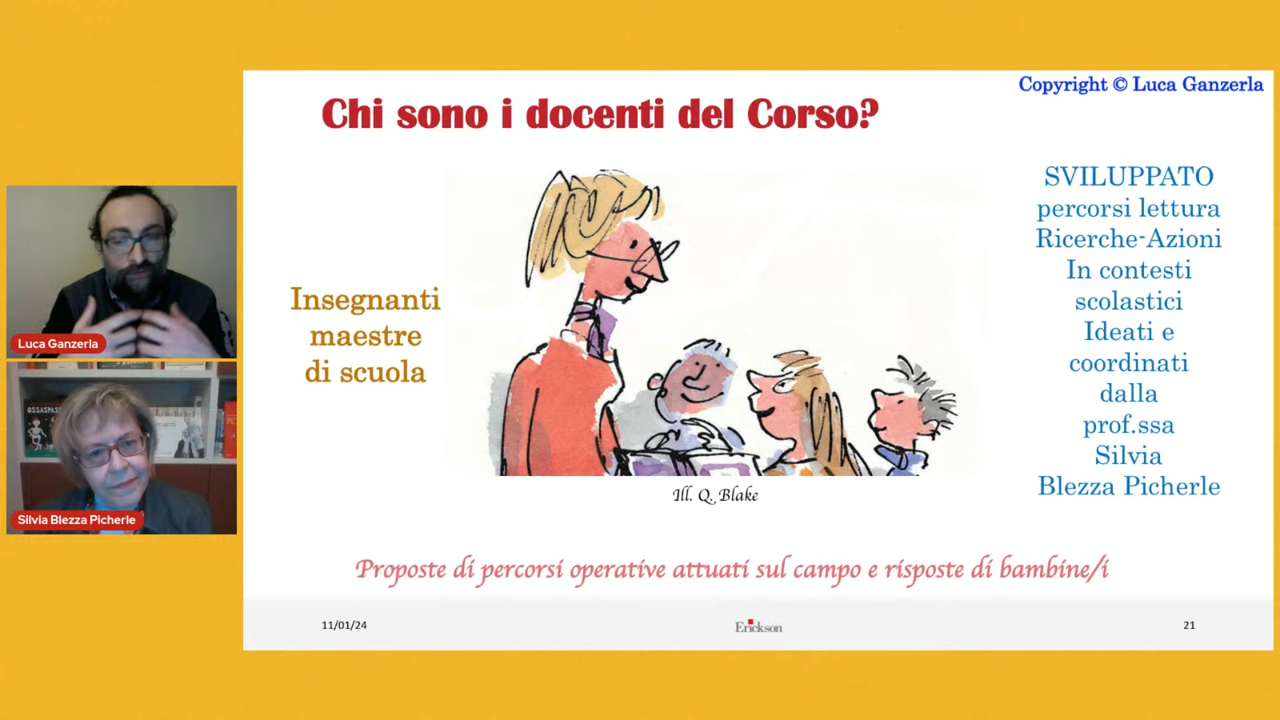 Copyright © Luca Ganzerla
Chi sono i docenti del Corso?
SVILUPPATO
percorsi lettura
Ricerche-Azioni
In contesti
scolastici
Ideati e
coordinati
dalla
prof.ssa
Silvia
Blezza Picherle
Insegnanti
maestre
di scuola
Ill. Q. Blake
Proposte di percorsi operative attuati sul campo e risposte di bambine/i
11/01/24
Erickson
21
Luca Ganzerla
Silvia Blezza Picherle